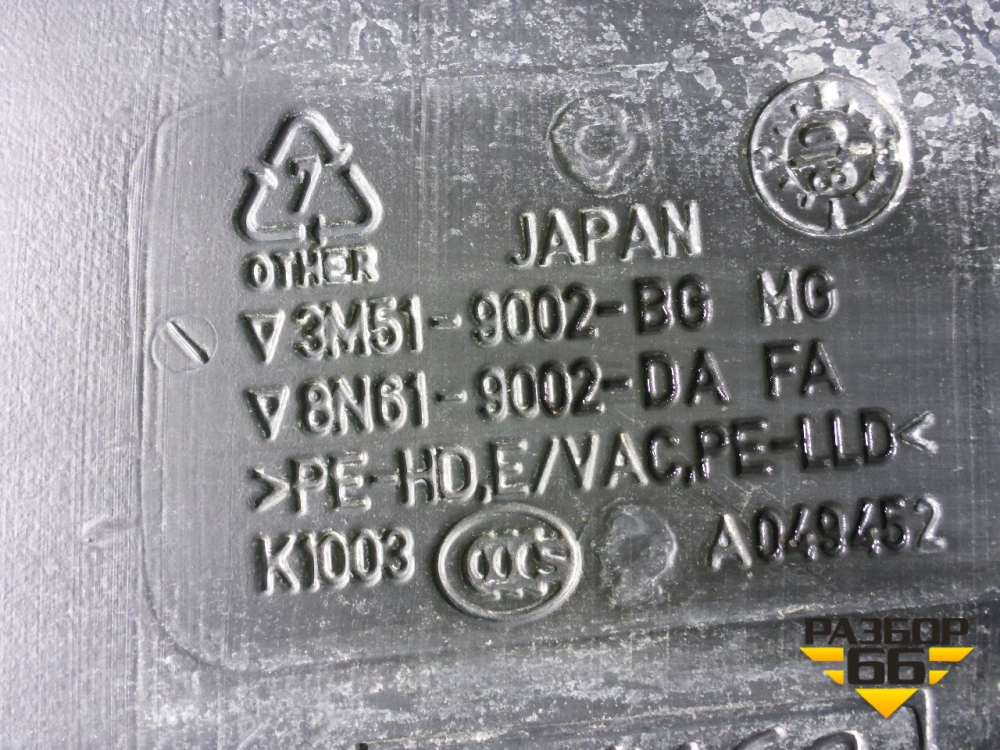 7
OTHER
JAPAN
3M51-9002-BG MG
8N61-9002-DA FA
>PE-HD,E/VAC,PE-LLD<
K1003 CCCS A049452
РАЗБОР
66